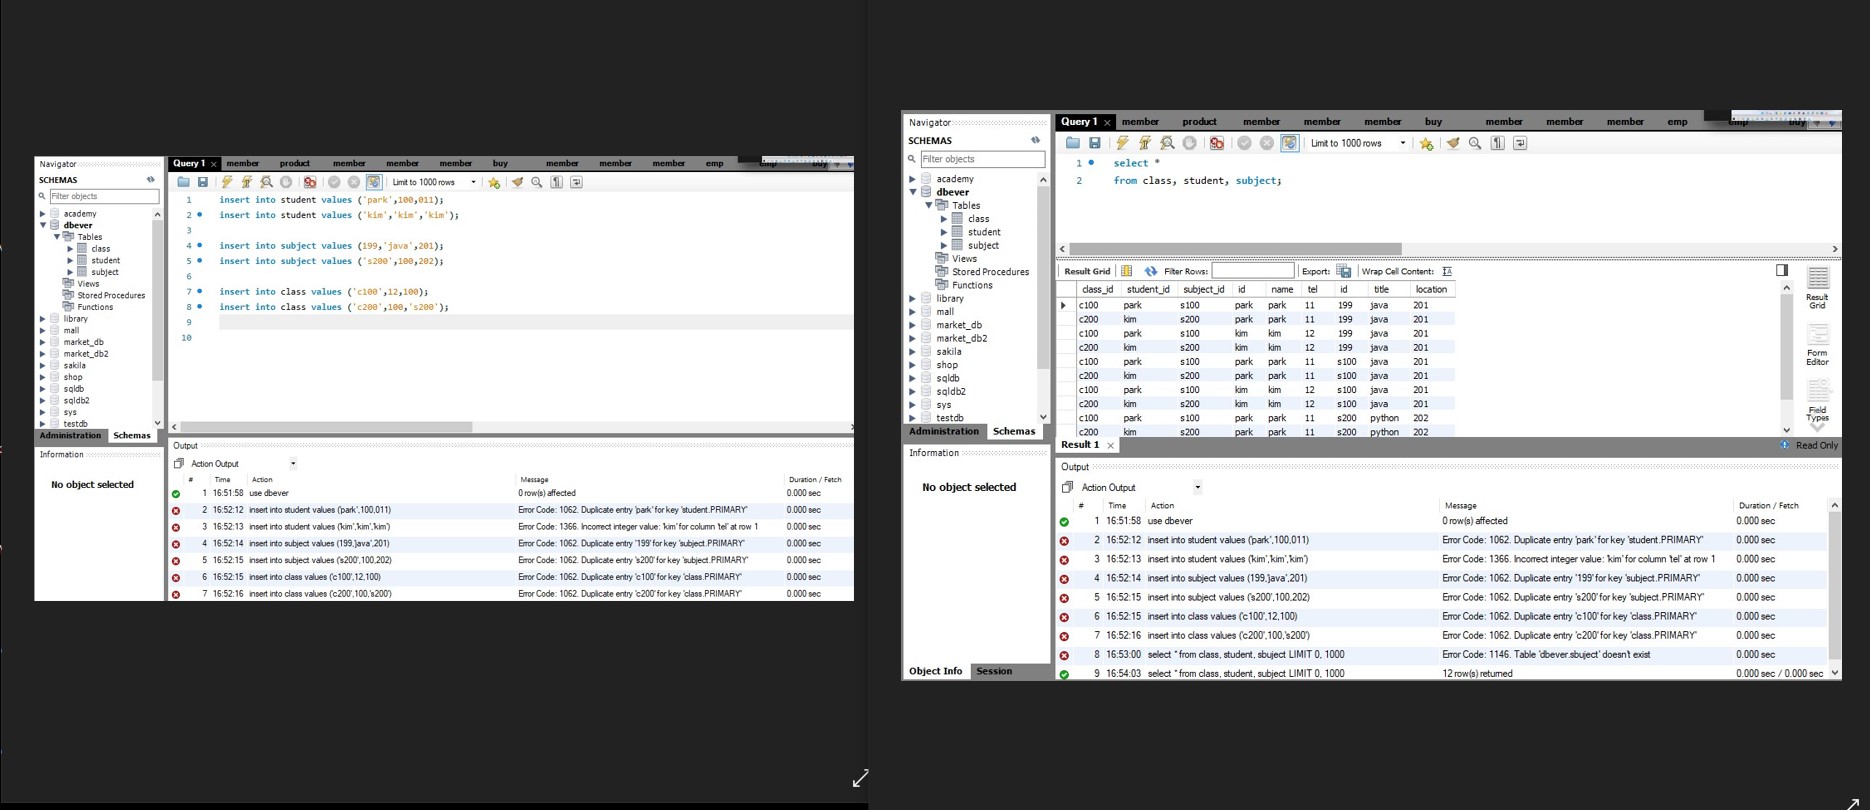 Navigator
SCHEMAS
Filter objects
academy
dbever
Tables
class
student
subject
Views
Stored Procedures
Functions
library
mall
market_db
market_db2
sakila
shop
sqldb
sqldb2
sys
testdb
Administration Schemas
Information
No object selected
Query 1 member product member member member buy member member member emp emp buy
Limit to 1000 rows
1 insert into student values ('park',100,011);
2 insert into student values ('kim','kim','kim');
3
4 insert into subject values (199,'java',201);
5 insert into subject values ('s200',100,202);
6
7 insert into class values ('c100',12,100);
8 insert into class values ('c200',100,'s200');
9
10
Output
Action Output
# Time Action Message Duration / Fetch
1 16:51:58 use dbever 0 row(s) affected 0.000 sec
2 16:52:12 insert into student values ('park',100,011) Error Code: 1062. Duplicate entry 'park' for key 'student.PRIMARY' 0.000 sec
3 16:52:13 insert into student values ('kim','kim','kim') Error Code: 1366. Incorrect integer value: 'kim' for column 'tel' at row 1 0.000 sec
4 16:52:14 insert into subject values (199,'java',201) Error Code: 1062. Duplicate entry '199' for key 'subject.PRIMARY' 0.000 sec
5 16:52:15 insert into subject values ('s200',100,202) Error Code: 1062. Duplicate entry 's200' for key 'subject.PRIMARY' 0.000 sec
6 16:52:15 insert into class values ('c100',12,100) Error Code: 1062. Duplicate entry 'c100' for key 'class.PRIMARY' 0.000 sec
7 16:52:16 insert into class values ('c200',100,'s200') Error Code: 1062. Duplicate entry 'c200' for key 'class.PRIMARY' 0.000 sec
Navigator
SCHEMAS
Filter objects
academy
dbever
Tables
class
student
subject
Views
Stored Procedures
Functions
library
mall
market_db
market_db2
sakila
shop
sqldb
sqldb2
sys
testdb
Administration Schemas
Information
No object selected
Object Info Session
Query 1 member product member member member buy member member member emp emp buy
Limit to 1000 rows
1 select *
2 from class, student, subject;
Result Grid Filter Rows: Export: Wrap Cell Content:
class_id student_id subject_id id name tel id title location
c100 park s100 park park 11 199 java 201
c200 kim s200 park park 11 199 java 201
c100 park s100 kim kim 12 199 java 201
c200 kim s200 kim kim 12 199 java 201
c100 park s100 park park 11 s100 java 201
c200 kim s200 park park 11 s100 java 201
c100 park s100 kim kim 12 s100 java 201
c200 kim s200 kim kim 12 s100 java 201
c100 park s100 park park 11 s200 python 202
c200 kim s200 park park 11 s200 python 202
Result Grid
Form Editor
Field Types
Result 1 Read Only
Output
Action Output
# Time Action Message Duration / Fetch
1 16:51:58 use dbever 0 row(s) affected 0.000 sec
2 16:52:12 insert into student values ('park',100,011) Error Code: 1062. Duplicate entry 'park' for key 'student.PRIMARY' 0.000 sec
3 16:52:13 insert into student values ('kim','kim','kim') Error Code: 1366. Incorrect integer value: 'kim' for column 'tel' at row 1 0.000 sec
4 16:52:14 insert into subject values (199,'java',201) Error Code: 1062. Duplicate entry '199' for key 'subject.PRIMARY' 0.000 sec
5 16:52:15 insert into subject values ('s200',100,202) Error Code: 1062. Duplicate entry 's200' for key 'subject.PRIMARY' 0.000 sec
6 16:52:15 insert into class values ('c100',12,100) Error Code: 1062. Duplicate entry 'c100' for key 'class.PRIMARY' 0.000 sec
7 16:52:16 insert into class values ('c200',100,'s200') Error Code: 1062. Duplicate entry 'c200' for key 'class.PRIMARY' 0.000 sec
8 16:53:00 select * from class, student, sbuject LIMIT 0, 1000 Error Code: 1146. Table 'dbever.sbuject' doesn't exist 0.000 sec
9 16:54:03 select * from class, student, subject LIMIT 0, 1000 12 row(s) returned 0.000 sec / 0.000 sec